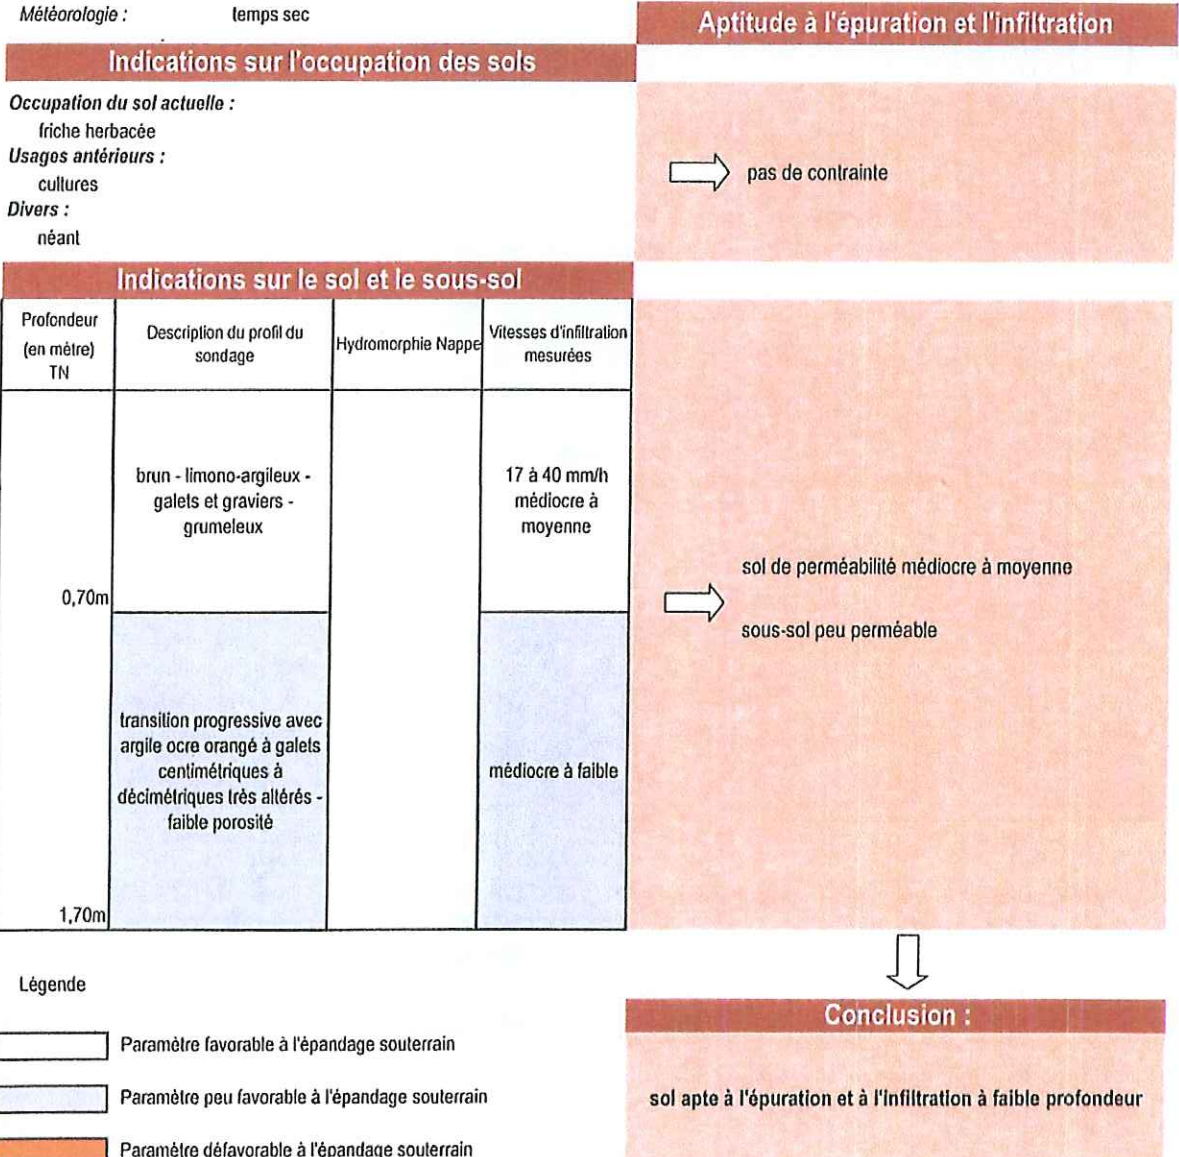 Météorologie : temps sec
Aptitude à l'épuration et l'infiltration
Indications sur l'occupation des sols
Occupation du sol actuelle :
friche herbacée
Usages antérieurs :
cultures
Divers :
néant
pas de contrainte
Indications sur le sol et le sous-sol
Profondeur
(en mètre)
TN
Description du profil du
sondage
Hydromorphie Nappe
Vitesses d'infiltration
mesurées
brun - limono-argileux -
galets et graviers -
grumeleux
17 à 40 mm/h
médiocre à
moyenne
0,70m
sol de perméabilité médiocre à moyenne
sous-sol peu perméable
transition progressive avec
argile ocre orangé à galets
centimétriques à
décimétriques très altérés -
faible porosité
médiocre à faible
1,70m
Légende
Paramètre favorable à l'épandage souterrain
Paramètre peu favorable à l'épandage souterrain
Paramètre défavorable à l'épandage souterrain
Conclusion :
sol apte à l'épuration et à l'infiltration à faible profondeur